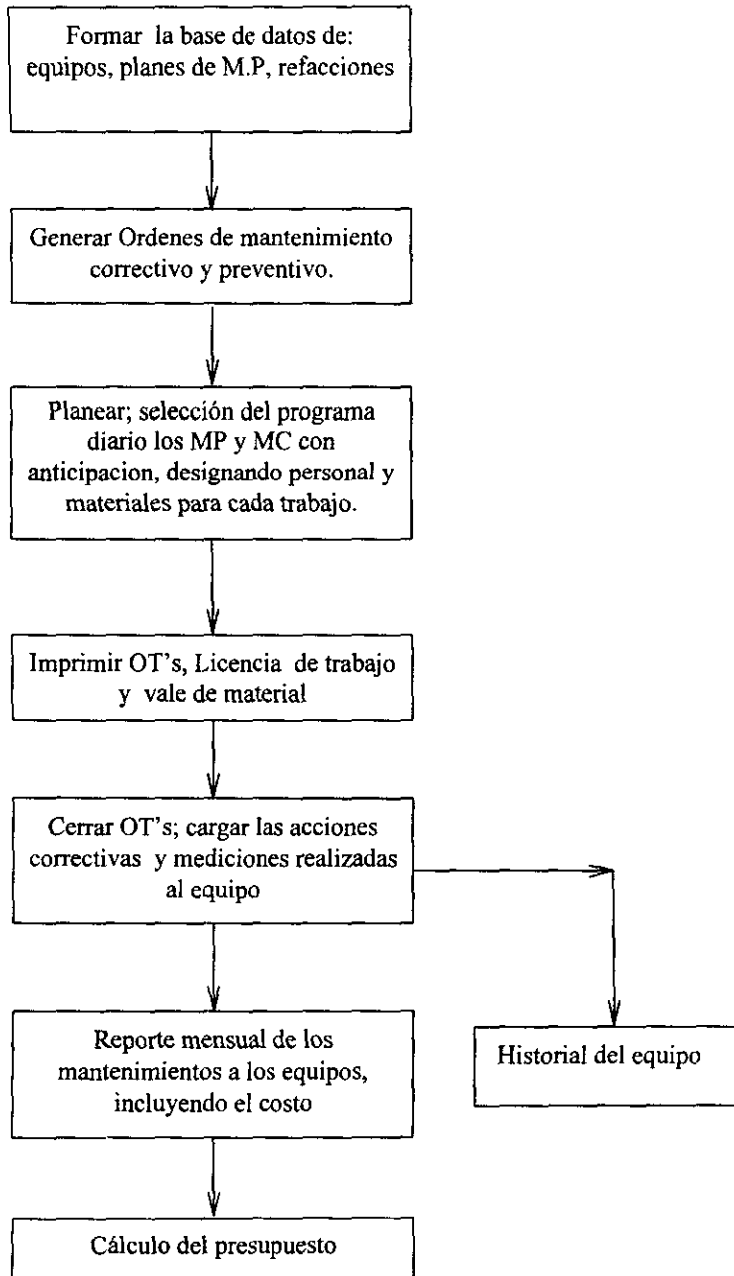 Formar la base de datos de:
equipos, planes de M.P, refacciones
Generar Ordenes de mantenimiento
correctivo y preventivo.
Planear; selección del programa
diario los MP y MC con
anticipacion, designando personal y
materiales para cada trabajo.
Imprimir OT's, Licencia de trabajo
y vale de material
Cerrar OT's; cargar las acciones
correctivas y mediciones realizadas
al equipo
Reporte mensual de los
mantenimientos a los equipos,
incluyendo el costo
Historial del equipo
Cálculo del presupuesto